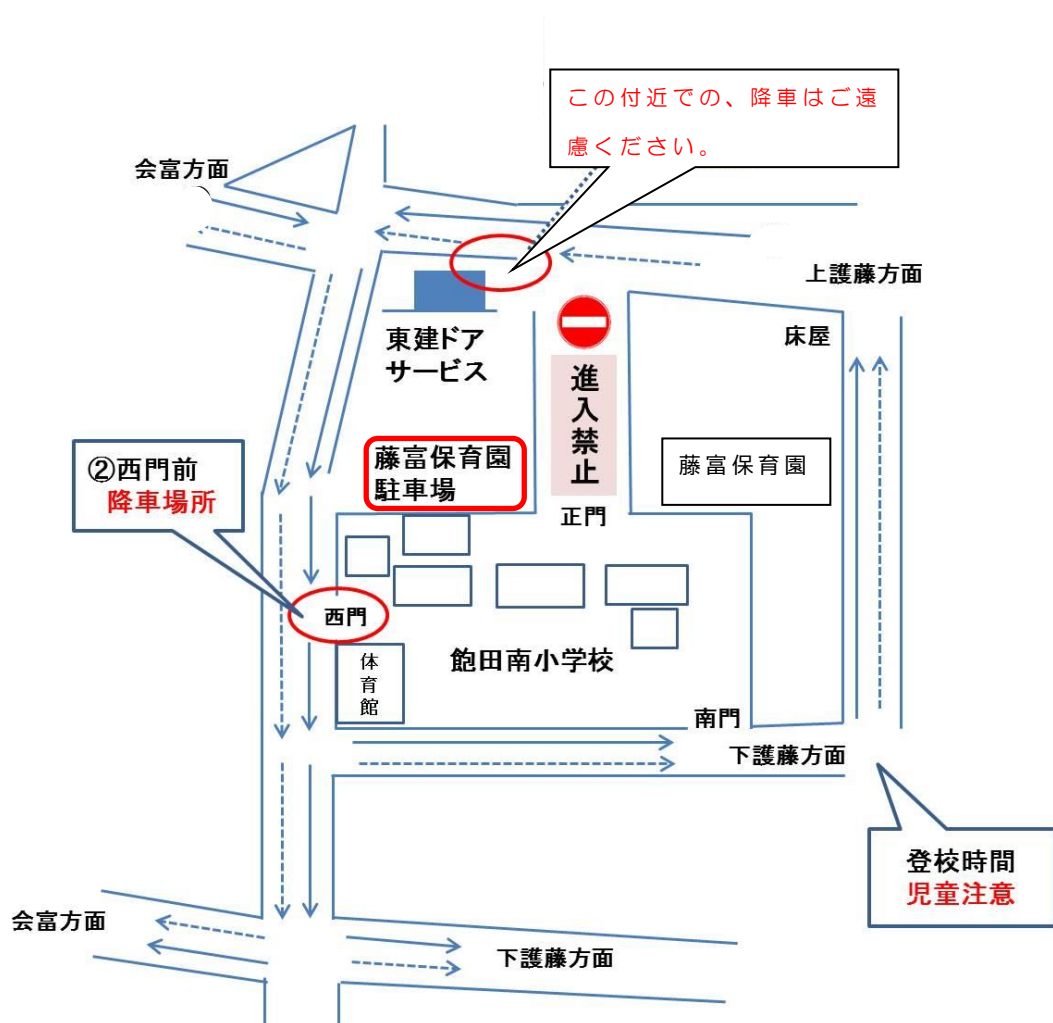 この付近での、降車はご遠
慮ください。
会富方面
上護藤方面
床屋
東建ドア
サービス
進入禁止
藤富保育園
駐車場
藤富保育園
②西門前
降車場所
正門
西門
体育館
飽田南小学校
南門
下護藤方面
登校時間
児童注意
会富方面
下護藤方面